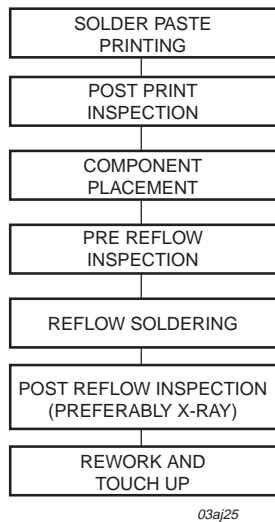 SOLDER PASTE
PRINTING
POST PRINT
INSPECTION
COMPONENT
PLACEMENT
PRE REFLOW
INSPECTION
REFLOW SOLDERING
POST REFLOW INSPECTION
(PREFERABLY X-RAY)
REWORK AND
TOUCH UP
03aj25